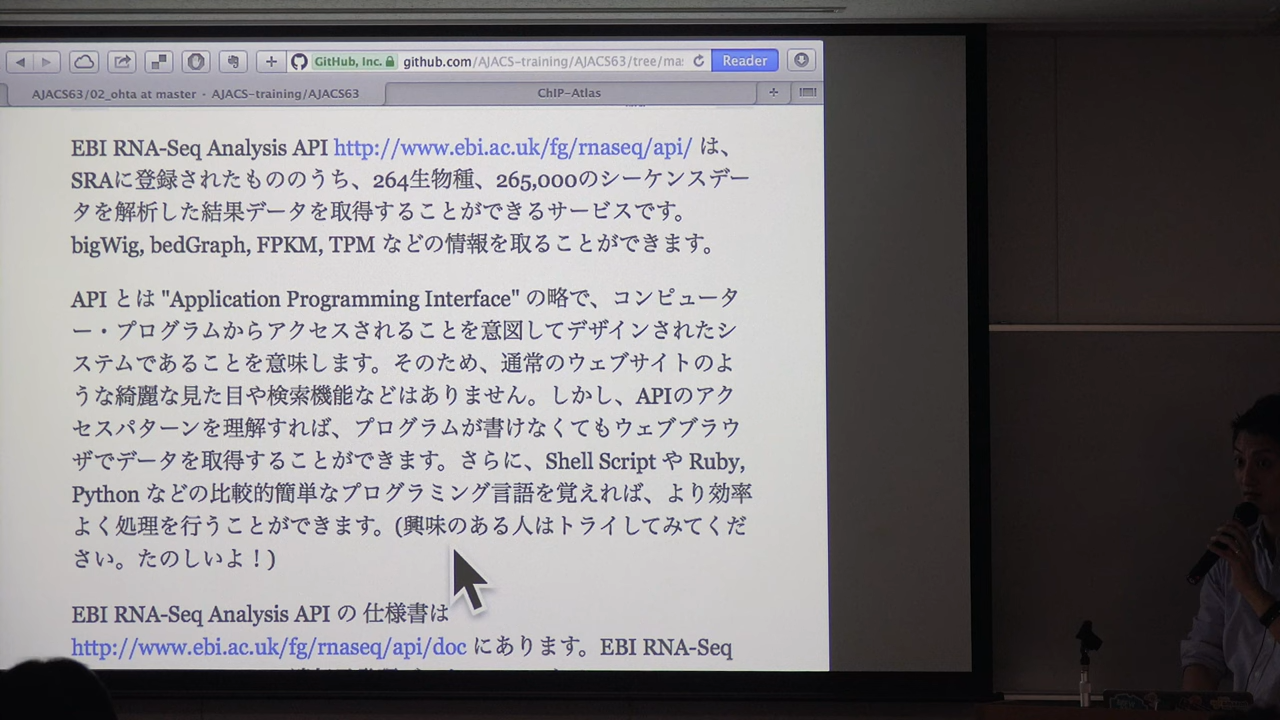 GitHub, Inc. github.com/AJACS-training/AJACS63/tree/mas Reader
AJACS63/02_ohta at master · AJACS-training/AJACS63
ChIP-Atlas
EBI RNA-Seq Analysis API http://www.ebi.ac.uk/fg/rnaseq/api/ は、
SRAに登録されたもののうち、264生物種、265,000のシーケンスデー
タを解析した結果データを取得することができるサービスです。
bigWig, bedGraph, FPKM, TPM などの情報を取ることができます。
API とは "Application Programming Interface" の略で、コンピュータ
ー・プログラムからアクセスされることを意図してデザインされたシ
ステムであることを意味します。そのため、通常のウェブサイトのよ
うな綺麗な見た目や検索機能などはありません。しかし、APIのアク
セスパターンを理解すれば、プログラムが書けなくてもウェブブラウ
ザでデータを取得することができます。さらに、Shell Script や Ruby,
Python などの比較的簡単なプログラミング言語を覚えれば、より効率
よく処理を行うことができます。(興味のある人はトライしてみてくだ
さい。たのしいよ！)
EBI RNA-Seq Analysis API の 仕様書は
http://www.ebi.ac.uk/fg/rnaseq/api/doc にあります。EBI RNA-Seq